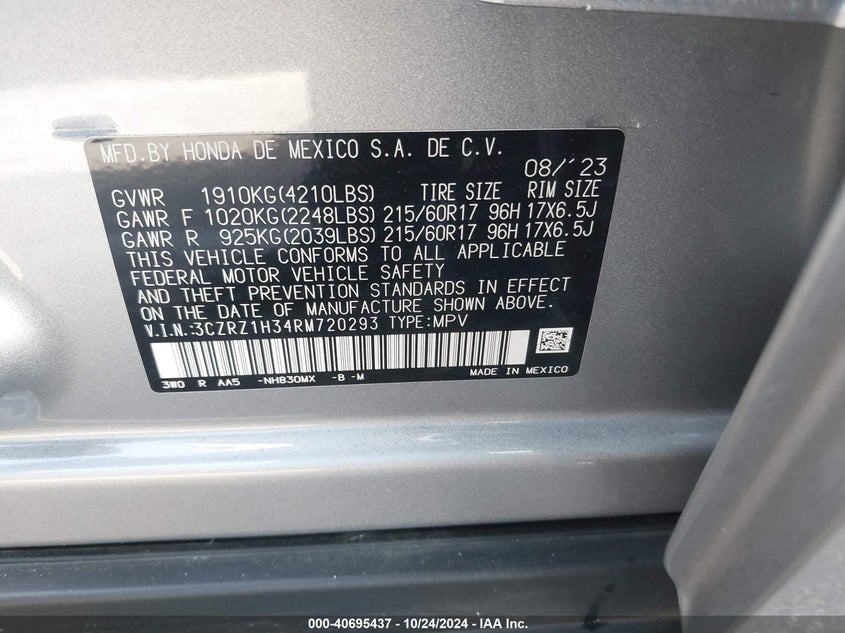 MFD.BY HONDA DE MEXICO S.A. DE C.V.
08/´23
GVWR 1910KG(4210LBS) TIRE SIZE RIM SIZE
GAWR F 1020KG(2248LBS) 215/60R17 96H 17X6.5J
GAWR R 925KG(2039LBS) 215/60R17 96H 17X6.5J
THIS VEHICLE CONFORMS TO ALL APPLICABLE
FEDERAL MOTOR VEHICLE SAFETY
AND THEFT PREVENTION STANDARDS IN EFFECT
ON THE DATE OF MANUFACTURE SHOWN ABOVE.
V.I.N.:3CZRZ1H34RM720293 TYPE:MPV
3W0 R AA5 -NH830MX -B -M MADE IN MEXICO
000-40695437 - 10/24/2024 - IAA Inc.